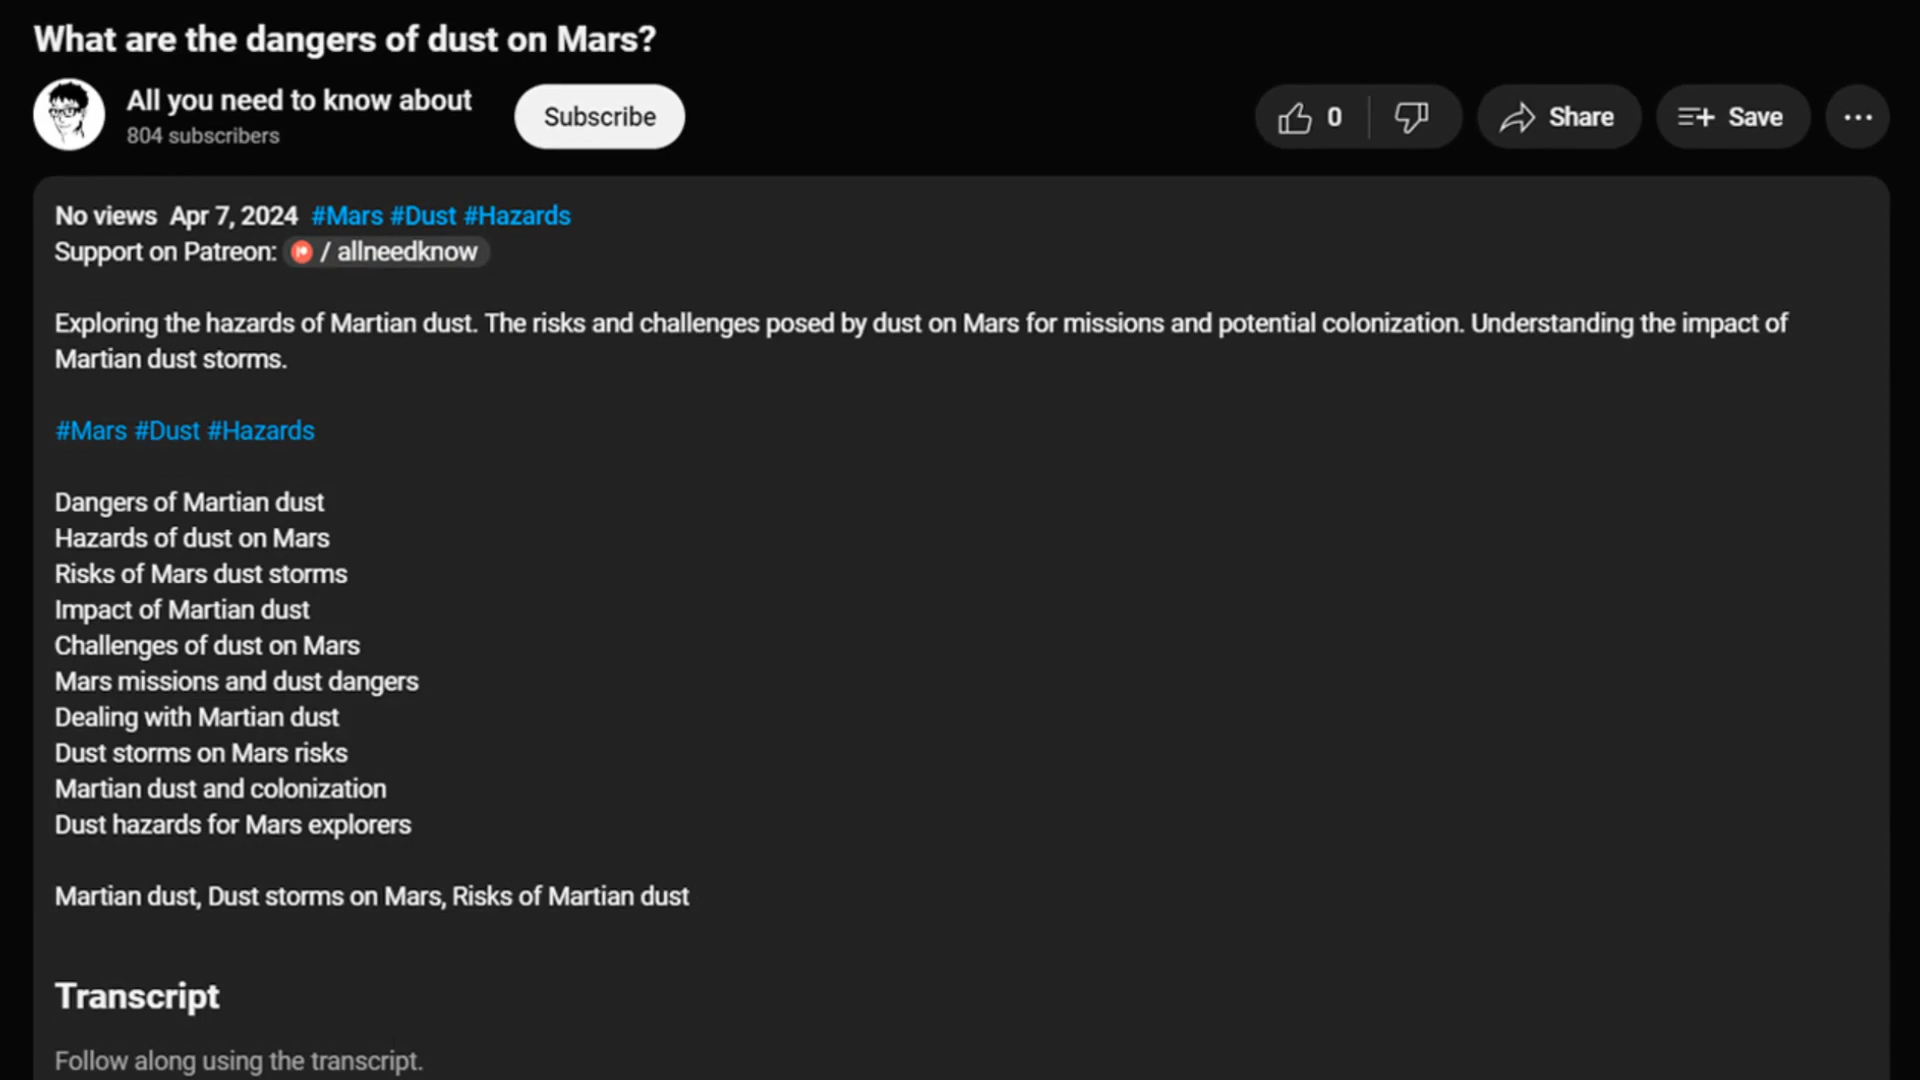 What are the dangers of dust on Mars?
All you need to know about
804 subscribers
Subscribe
0
Share
Save
No views Apr 7, 2024 #Mars #Dust #Hazards
Support on Patreon: / allneedknow
Exploring the hazards of Martian dust. The risks and challenges posed by dust on Mars for missions and potential colonization. Understanding the impact of
Martian dust storms.
#Mars #Dust #Hazards
Dangers of Martian dust
Hazards of dust on Mars
Risks of Mars dust storms
Impact of Martian dust
Challenges of dust on Mars
Mars missions and dust dangers
Dealing with Martian dust
Dust storms on Mars risks
Martian dust and colonization
Dust hazards for Mars explorers
Martian dust, Dust storms on Mars, Risks of Martian dust
Transcript
Follow along using the transcript.